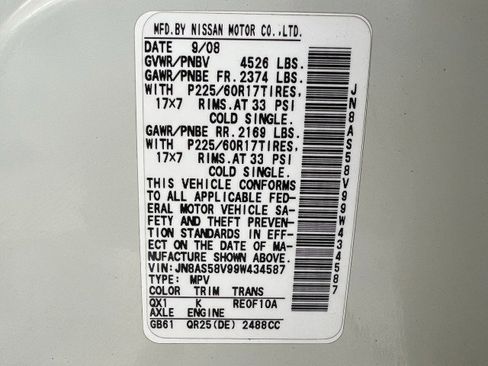 MFD.BY NISSAN MOTOR CO.,LTD.
DATE 9/08
GVWR/PNBV 4526 LBS.
GAWR/PNBE FR. 2374 LBS.
WITH P225/60R17TIRES,
17×7 RIMS.AT 33 PSI
COLD SINGLE.
GAWR/PNBE RR. 2169 LBS.
WITH P225/60R17TIRES,
17×7 RIMS.AT 33 PSI
COLD SINGLE.
THIS VEHICLE CONFORMS
TO ALL APPLICABLE FED-
ERAL MOTOR VEHICLE SA-
FETY AND THEFT PREVENT-
ION STANDARDS IN EFFEC-
T ON THE DATE OF MA-
NUFACTURE SHOWN ABOVE.
VIN:JN8AS58V99W434587
TYPE: MPV
COLOR TRIM TRANS
QX1 K RE0F10A
AXLE ENGINE
GB61 QR25(DE) 2488CC
JN8AS58V99W434587